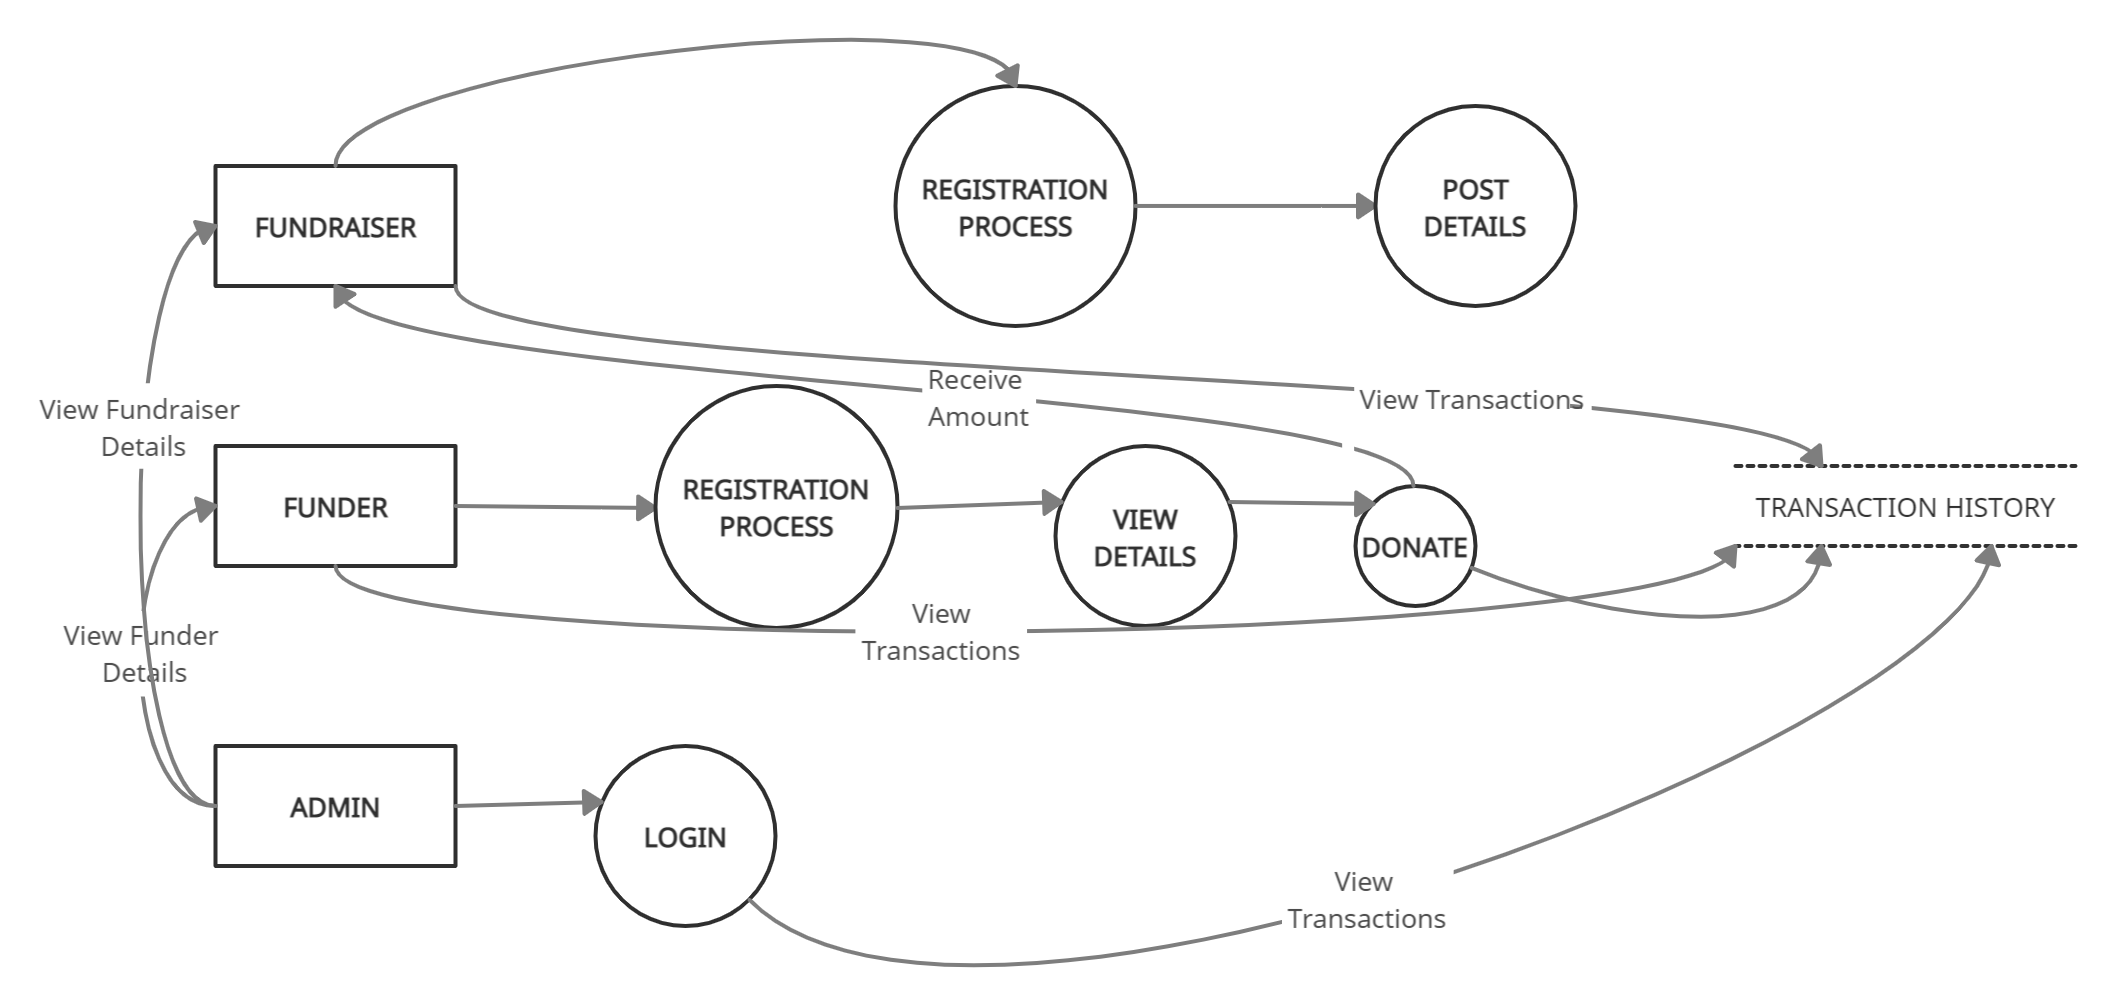 REGISTRATION
PROCESS
POST
DETAILS
FUNDRAISER
Receive
Amount
View Transactions
View Fundraiser
Details
FUNDER
REGISTRATION
PROCESS
VIEW
DETAILS
DONATE
TRANSACTION HISTORY
View
Transactions
View Funder
Details
ADMIN
LOGIN
View
Transactions